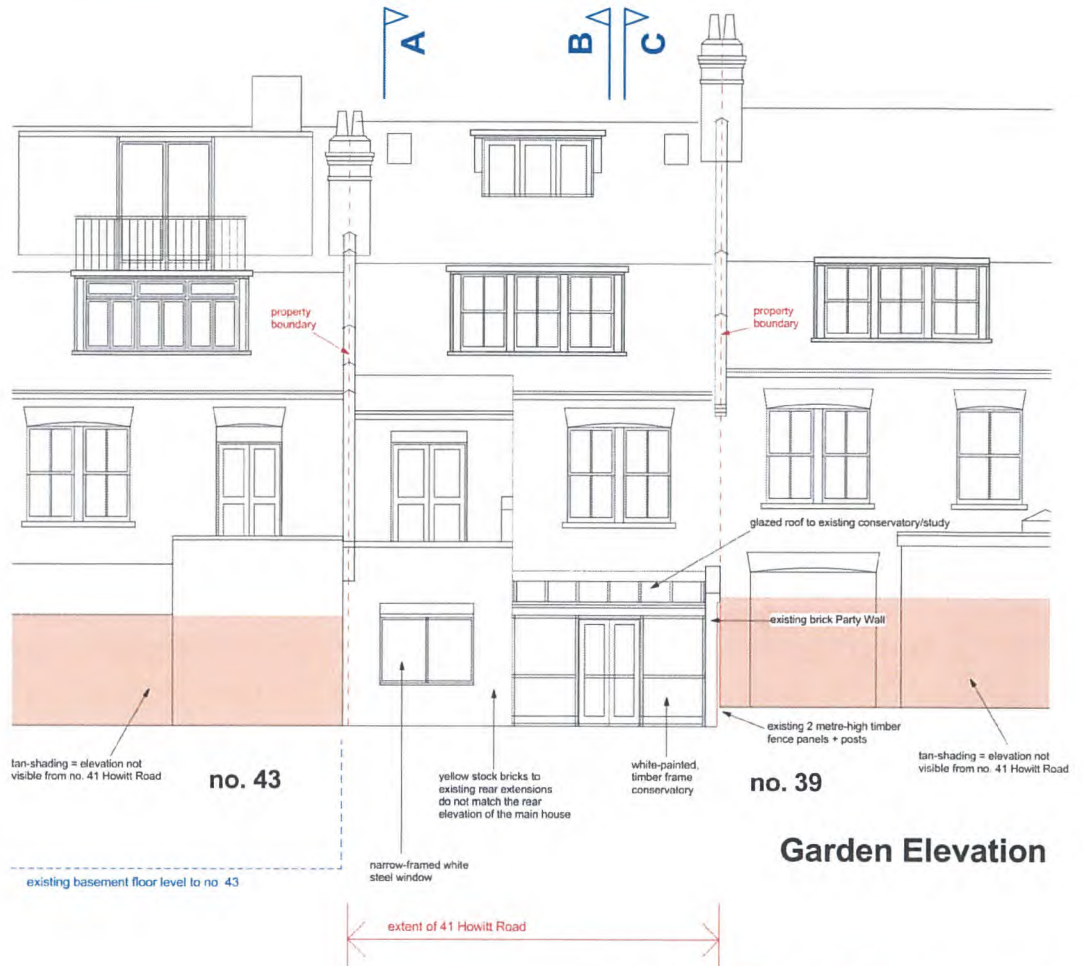 A
B
C
property
boundary
property
boundary
glazed roof to existing conservatory/study
existing brick Party Wall
existing 2 metre-high timber
fence panels + posts
tan-shading = elevation not
visible from no. 41 Howitt Road
no. 43
yellow stock bricks to
existing rear extensions
do not match the rear
elevation of the main house
white-painted,
timber frame
conservatory
no. 39
tan-shading = elevation not
visible from no. 41 Howitt Road
narrow-framed white
steel window
Garden Elevation
existing basement floor level to no 43
extent of 41 Howitt Road